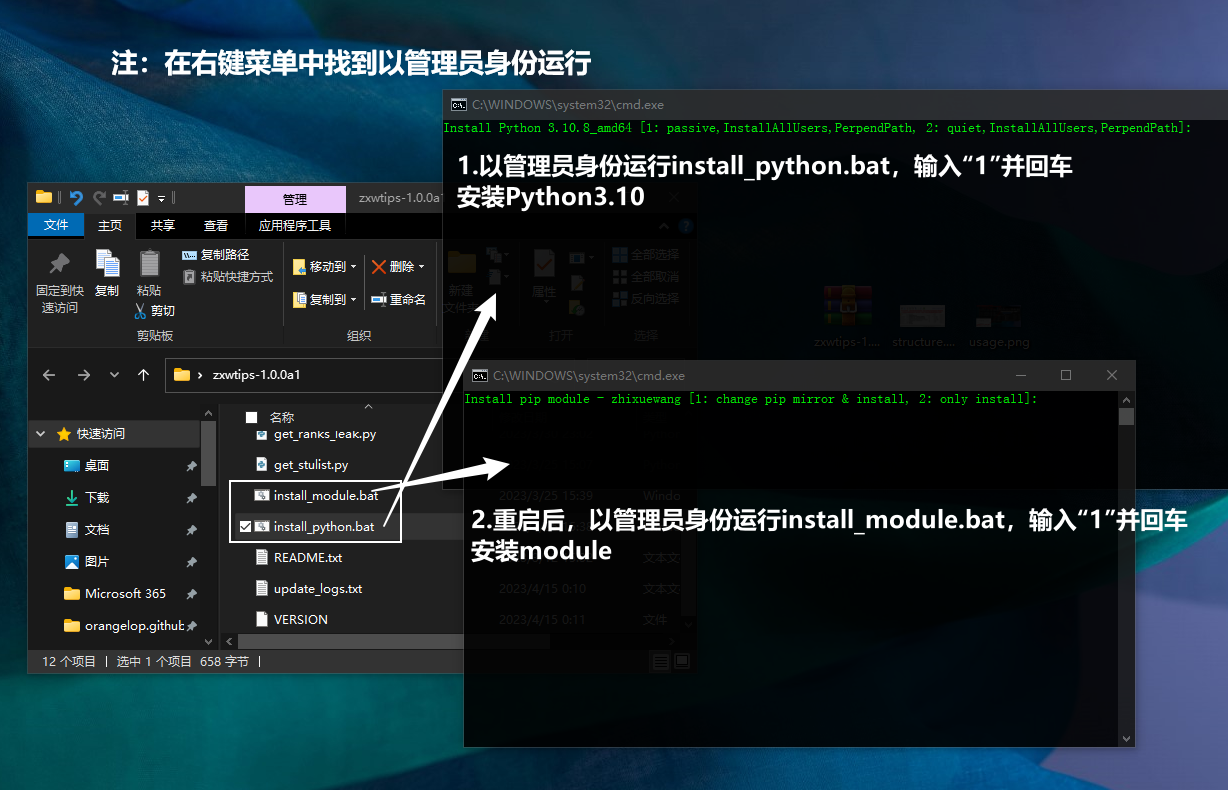 注：在右键菜单中找到以管理员身份运行
C:\WINDOWS\system32\cmd.exe
Install Python 3.10.8_amd64 [1: passive,InstallAllUsers,PerpendPath, 2: quiet,InstallAllUsers,PerpendPath]:
1.以管理员身份运行install_python.bat，输入“1”并回车
安装Python3.10
管理
zxwtips-1.0.0a1
文件
主页
共享
查看
应用程序工具
固定到快
速访问
复制
粘贴
复制路径
粘贴快捷方式
剪切
剪贴板
移动到
复制到
删除
重命名
组织
新建
文件夹
属性
打开
全部选择
全部取消
反向选择
选择
zxwtips-1....
structure....
usage.png
zxwtips-1.0.0a1
C:\WINDOWS\system32\cmd.exe
Install pip module - zhixuewang [1: change pip mirror & install, 2: only install]:
快速访问
桌面
下载
文档
图片
Microsoft 365
orangelop.github
名称
get_ranks_leak.py
get_stulist.py
install_module.bat
install_python.bat
README.txt
update_logs.txt
VERSION
2023/3/25 15:39
Windo
2.重启后，以管理员身份运行install_module.bat，输入“1”并回车
安装module
文本文
2023/4/15 0:10
文本文
2023/4/15 0:11
文件
12 个项目
选中 1 个项目 658 字节